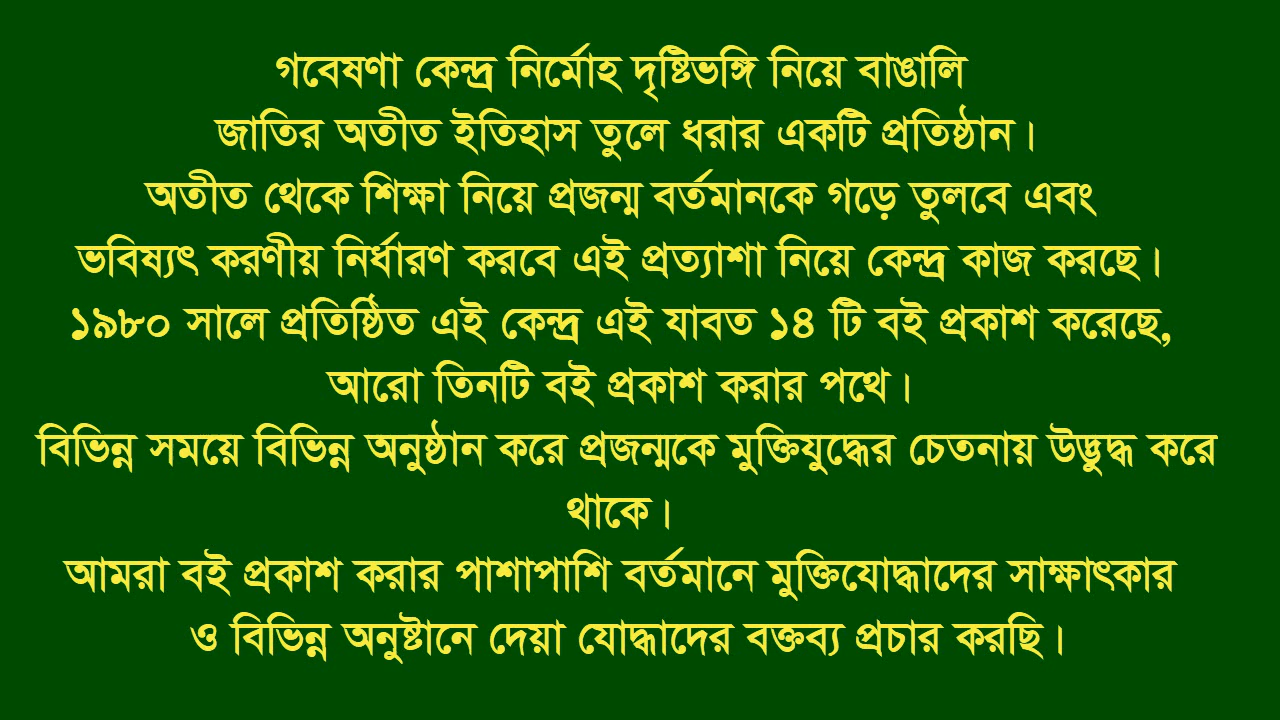 গবেষণা কেন্দ্র নির্মোহ দৃষ্টিভঙ্গি নিয়ে বাঙালি
জাতির অতীত ইতিহাস তুলে ধরার একটি প্রতিষ্ঠান।
অতীত থেকে শিক্ষা নিয়ে প্রজন্ম বর্তমানকে গড়ে তুলবে এবং
ভবিষ্যৎ করণীয় নির্ধারণ করবে এই প্রত্যাশা নিয়ে কেন্দ্র কাজ করছে।
১৯৮০ সালে প্রতিষ্ঠিত এই কেন্দ্র এই যাবত ১৪ টি বই প্রকাশ করেছে,
আরো তিনটি বই প্রকাশ করার পথে।
বিভিন্ন সময়ে বিভিন্ন অনুষ্ঠান করে প্রজন্মকে মুক্তিযুদ্ধের চেতনায় উদ্ভুদ্ধ করে
থাকে।
আমরা বই প্রকাশ করার পাশাপাশি বর্তমানে মুক্তিযোদ্ধাদের সাক্ষাৎকার
ও বিভিন্ন অনুষ্টানে দেয়া যোদ্ধাদের বক্তব্য প্রচার করছি।